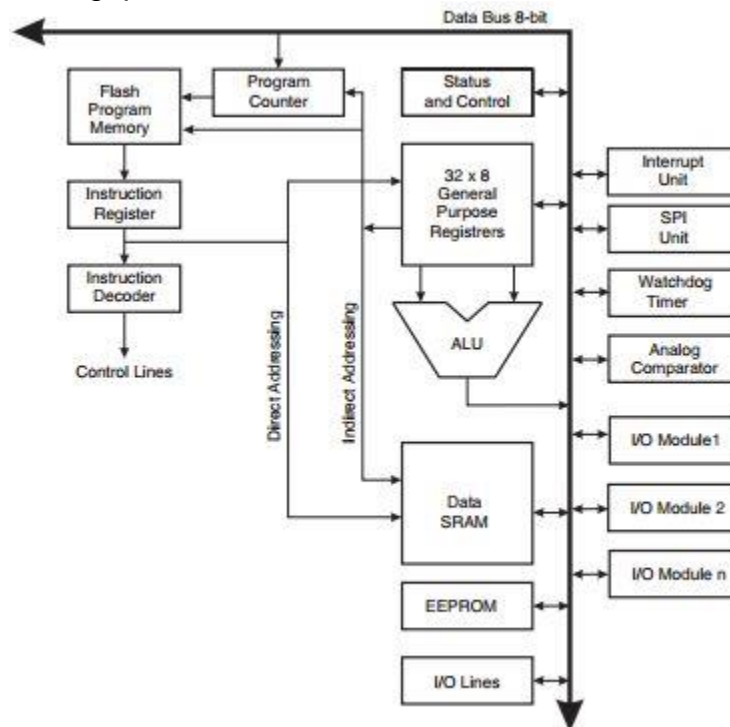 Data Bus 8-bit
Flash
Program
Memory
Program
Counter
Status
and Control
Instruction
Register
32 x 8
General
Purpose
Registrers
Interrupt
Unit
SPI
Unit
Instruction
Decoder
Watchdog
Timer
Control Lines
Direct Addressing
Indirect Addressing
ALU
Analog
Comparator
I/O Module1
Data
SRAM
I/O Module 2
I/O Module n
EEPROM
I/O Lines